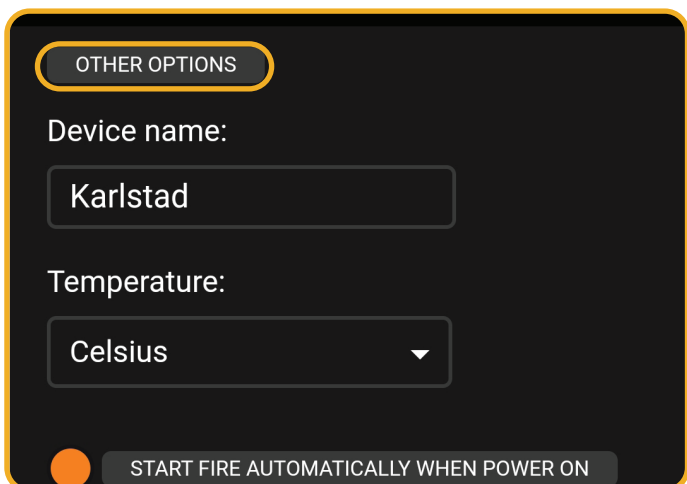 OTHER OPTIONS
Device name:
Karlstad
Temperature:
Celsius
START FIRE AUTOMATICALLY WHEN POWER ON